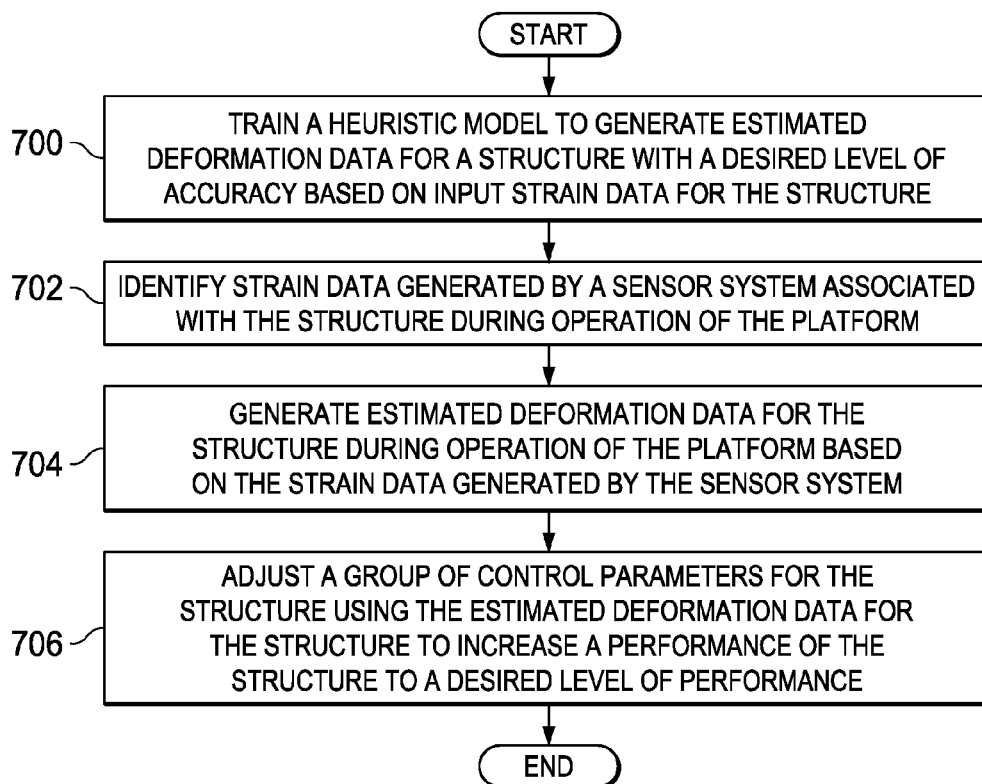 START
700
TRAIN A HEURISTIC MODEL TO GENERATE ESTIMATED
DEFORMATION DATA FOR A STRUCTURE WITH A DESIRED LEVEL OF
ACCURACY BASED ON INPUT STRAIN DATA FOR THE STRUCTURE
702
IDENTIFY STRAIN DATA GENERATED BY A SENSOR SYSTEM ASSOCIATED
WITH THE STRUCTURE DURING OPERATION OF THE PLATFORM
704
GENERATE ESTIMATED DEFORMATION DATA FOR THE
STRUCTURE DURING OPERATION OF THE PLATFORM BASED
ON THE STRAIN DATA GENERATED BY THE SENSOR SYSTEM
706
ADJUST A GROUP OF CONTROL PARAMETERS FOR THE
STRUCTURE USING THE ESTIMATED DEFORMATION DATA FOR
THE STRUCTURE TO INCREASE A PERFORMANCE OF THE
STRUCTURE TO A DESIRED LEVEL OF PERFORMANCE
END